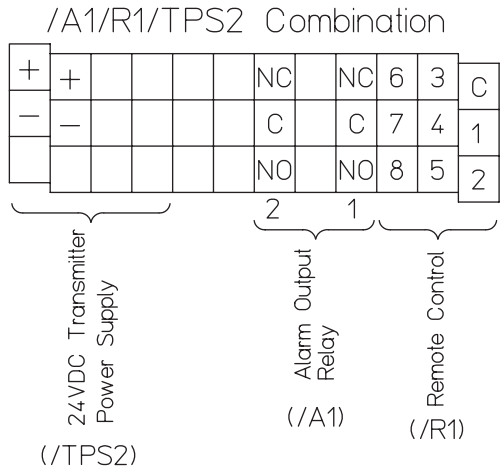 /A1/R1/TPS2 Combination
+ + NC NC 6 3 C
− − C C 7 4 1
NO NO 8 5 2
2 1
24VDC Transmitter
Power Supply
(/TPS2)
Alarm Output
Relay
(/A1)
Remote Control
(/R1)